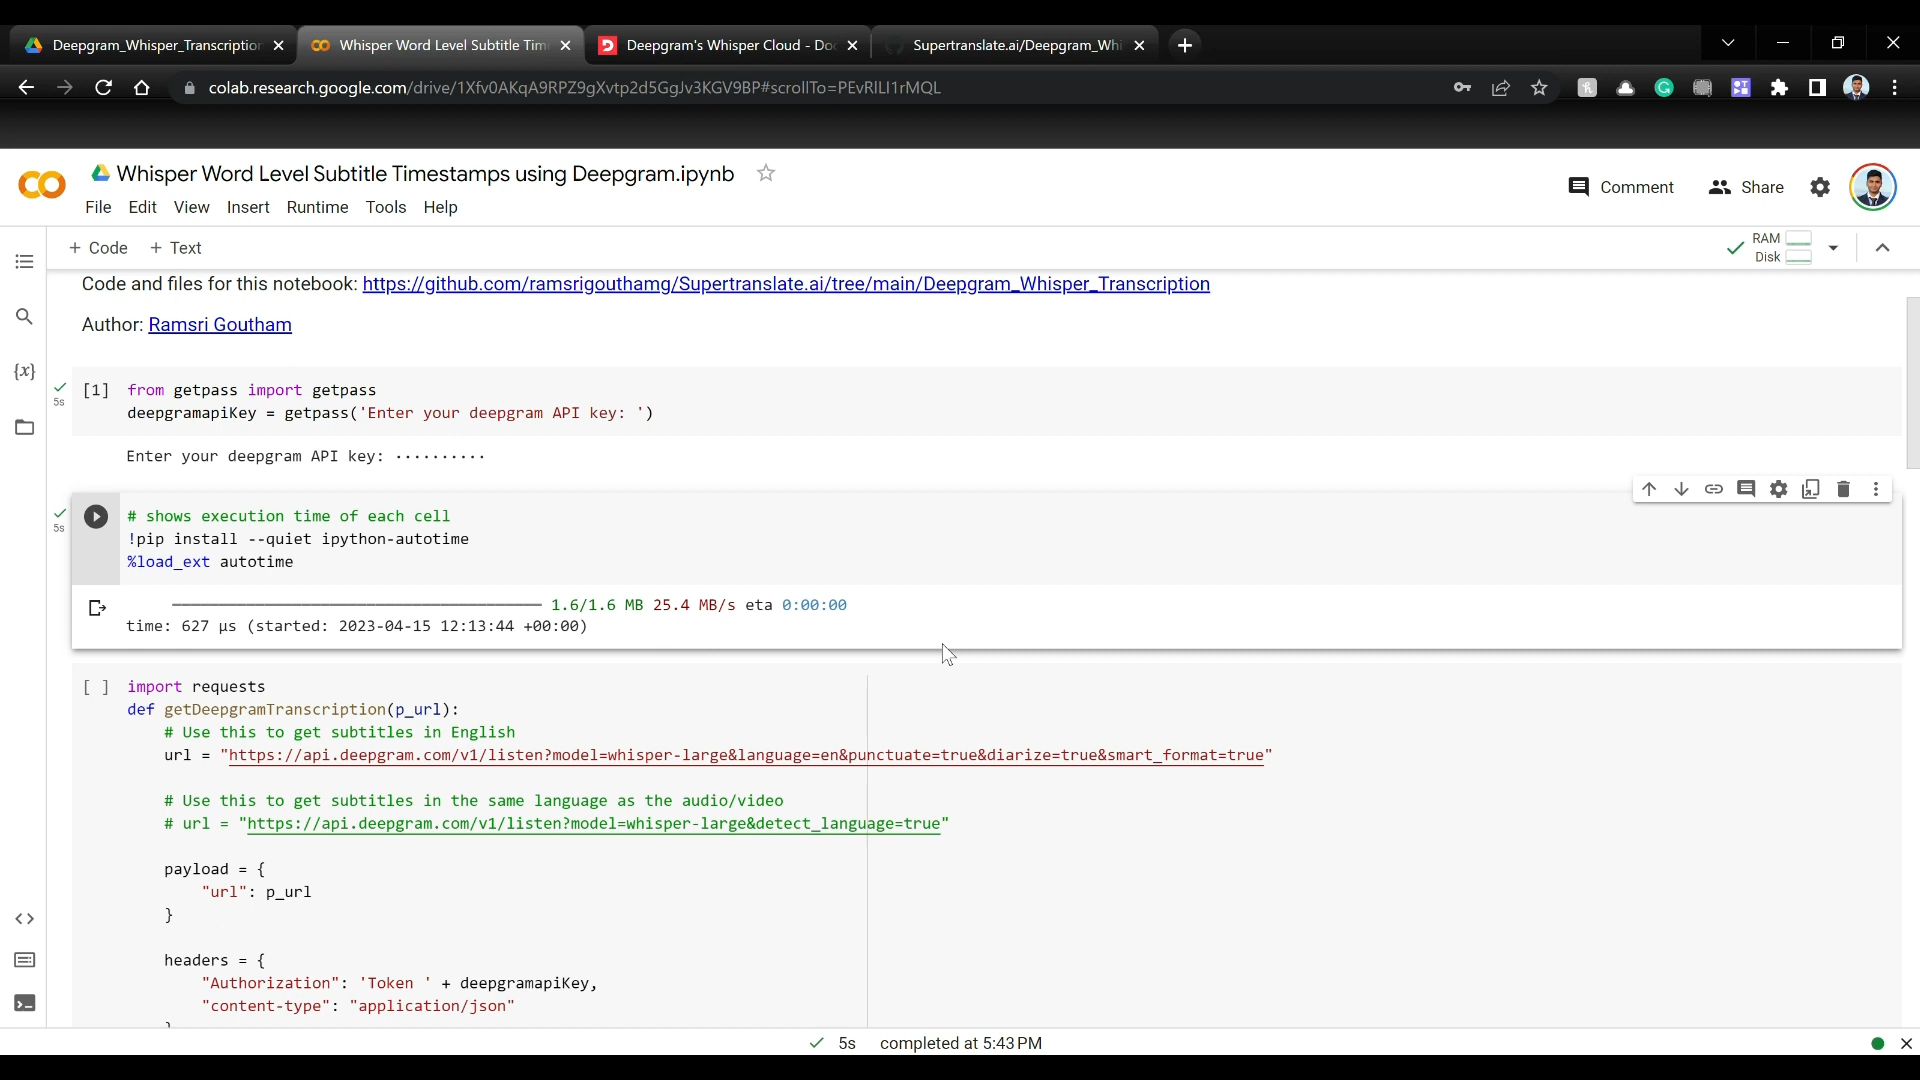 Deepgram_Whisper_Transcription
Whisper Word Level Subtitle Tim
Deepgram's Whisper Cloud - Doc
Supertranslate.ai/Deepgram_Whi
colab.research.google.com/drive/1Xfv0AKqA9RPZ9gXvtp2d5GgJv3KGV9BP#scrollTo=PEvRlLI1rMQL
Whisper Word Level Subtitle Timestamps using Deepgram.ipynb
File Edit View Insert Runtime Tools Help
Comment
Share
+ Code + Text
RAM
Disk
Code and files for this notebook: https://github.com/ramsrigouthamg/Supertranslate.ai/tree/main/Deepgram_Whisper_Transcription
Author: Ramsri Goutham
5s
[1] from getpass import getpass
deepgramapiKey = getpass('Enter your deepgram API key: ')
Enter your deepgram API key: ··········
5s
# shows execution time of each cell
!pip install --quiet ipython-autotime
%load_ext autotime
1.6/1.6 MB 25.4 MB/s eta 0:00:00
time: 627 µs (started: 2023-04-15 12:13:44 +00:00)
[ ] import requests
def getDeepgramTranscription(p_url):
# Use this to get subtitles in English
url = "https://api.deepgram.com/v1/listen?model=whisper-large&language=en&punctuate=true&diarize=true&smart_format=true"
# Use this to get subtitles in the same language as the audio/video
# url = "https://api.deepgram.com/v1/listen?model=whisper-large&detect_language=true"
payload = {
"url": p_url
}
headers = {
"Authorization": 'Token ' + deepgramapiKey,
"content-type": "application/json"
}
5s completed at 5:43 PM